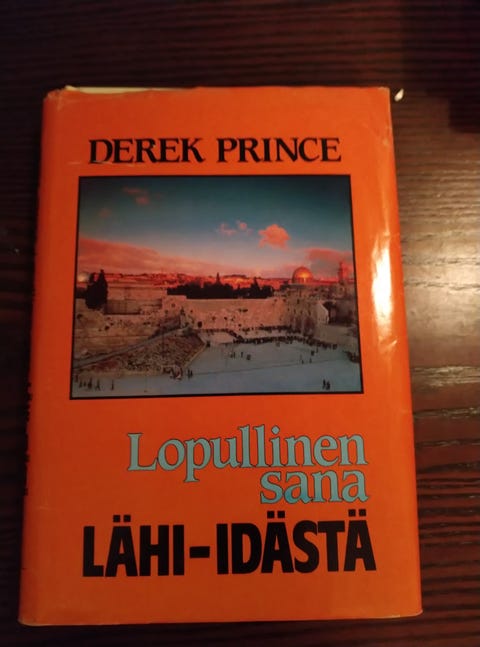 DEREK PRINCE
Lopullinen
sana
LÄHI-IDÄSTÄ